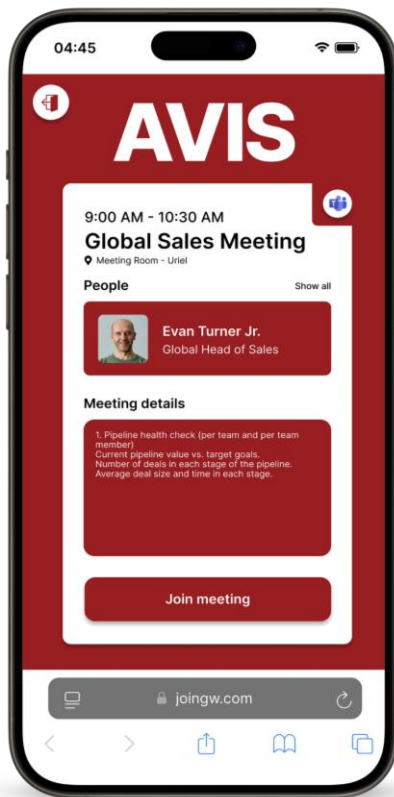 04:45
AVIS
9:00 AM - 10:30 AM
Global Sales Meeting
Meeting Room - Uriel
People
Show all
Evan Turner Jr.
Global Head of Sales
Meeting details
1. Pipeline health check (per team and per team
member)
Current pipeline value vs. target goals.
Number of deals in each stage of the pipeline.
Average deal size and time in each stage.
Join meeting
joingw.com